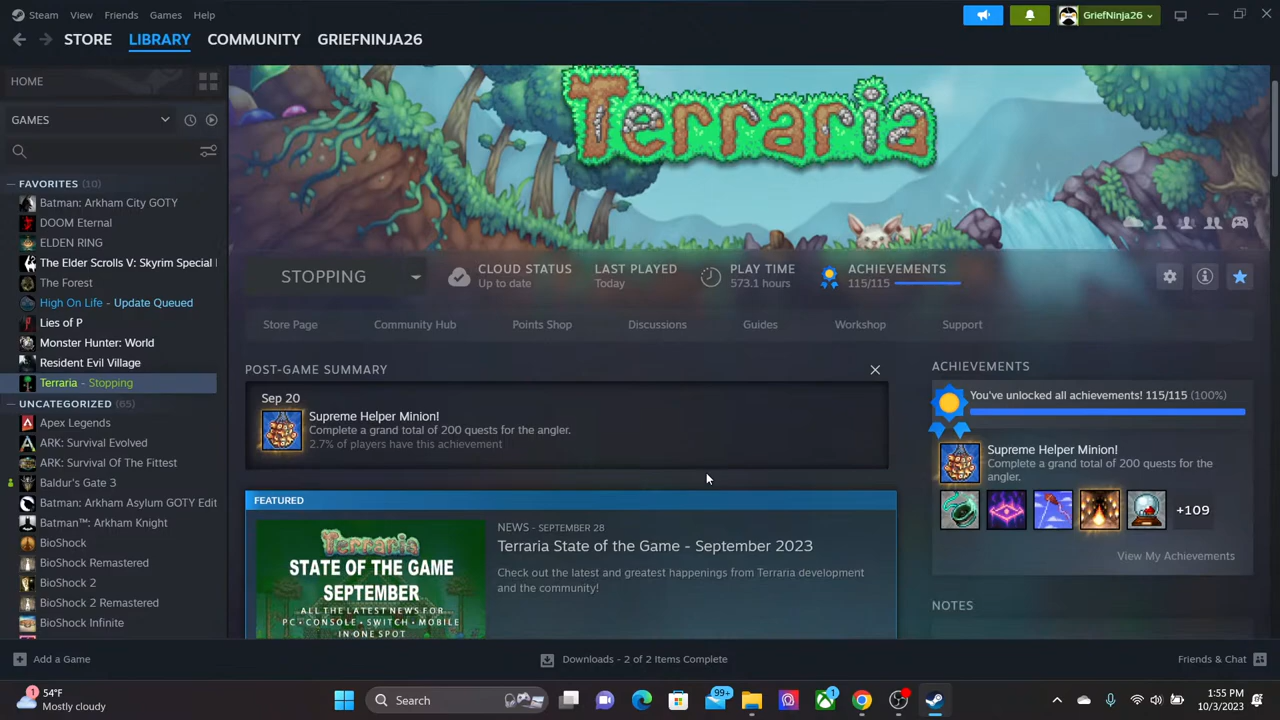 Steam View Friends Games Help
GriefNinja26
STORE LIBRARY COMMUNITY GRIEFNINJA26
HOME
GAMES
FAVORITES (10)
Batman: Arkham City GOTY
DOOM Eternal
ELDEN RING
The Elder Scrolls V: Skyrim Special
The Forest
High On Life - Update Queued
Lies of P
Monster Hunter: World
Resident Evil Village
Terraria - Stopping
UNCATEGORIZED (65)
Apex Legends
ARK: Survival Evolved
ARK: Survival Of The Fittest
Baldur's Gate 3
Batman: Arkham Asylum GOTY Edit
Batman™: Arkham Knight
BioShock
BioShock Remastered
BioShock 2
BioShock 2 Remastered
BioShock Infinite
Terraria
STOPPING
CLOUD STATUS
Up to date
LAST PLAYED
Today
PLAY TIME
573.1 hours
ACHIEVEMENTS
115/115
Store Page Community Hub Points Shop Discussions Guides Workshop Support
POST-GAME SUMMARY
Sep 20
Supreme Helper Minion!
Complete a grand total of 200 quests for the angler.
2.7% of players have this achievement
FEATURED
Terraria
STATE OF THE GAME
SEPTEMBER
ALL THE LATEST NEWS FOR...
PC • CONSOLE • SWITCH • MOBILE
IN ONE SPOT
NEWS - SEPTEMBER 28
Terraria State of the Game - September 2023
Check out the latest and greatest happenings from Terraria development
and the community!
ACHIEVEMENTS
You've unlocked all achievements! 115/115 (100%)
Supreme Helper Minion!
Complete a grand total of 200 quests for the
angler.
+109
View My Achievements
NOTES
Add a Game
Downloads - 2 of 2 Items Complete
Friends & Chat
1
54°F
Mostly cloudy
Search
99+
1
1:55 PM
10/3/2023